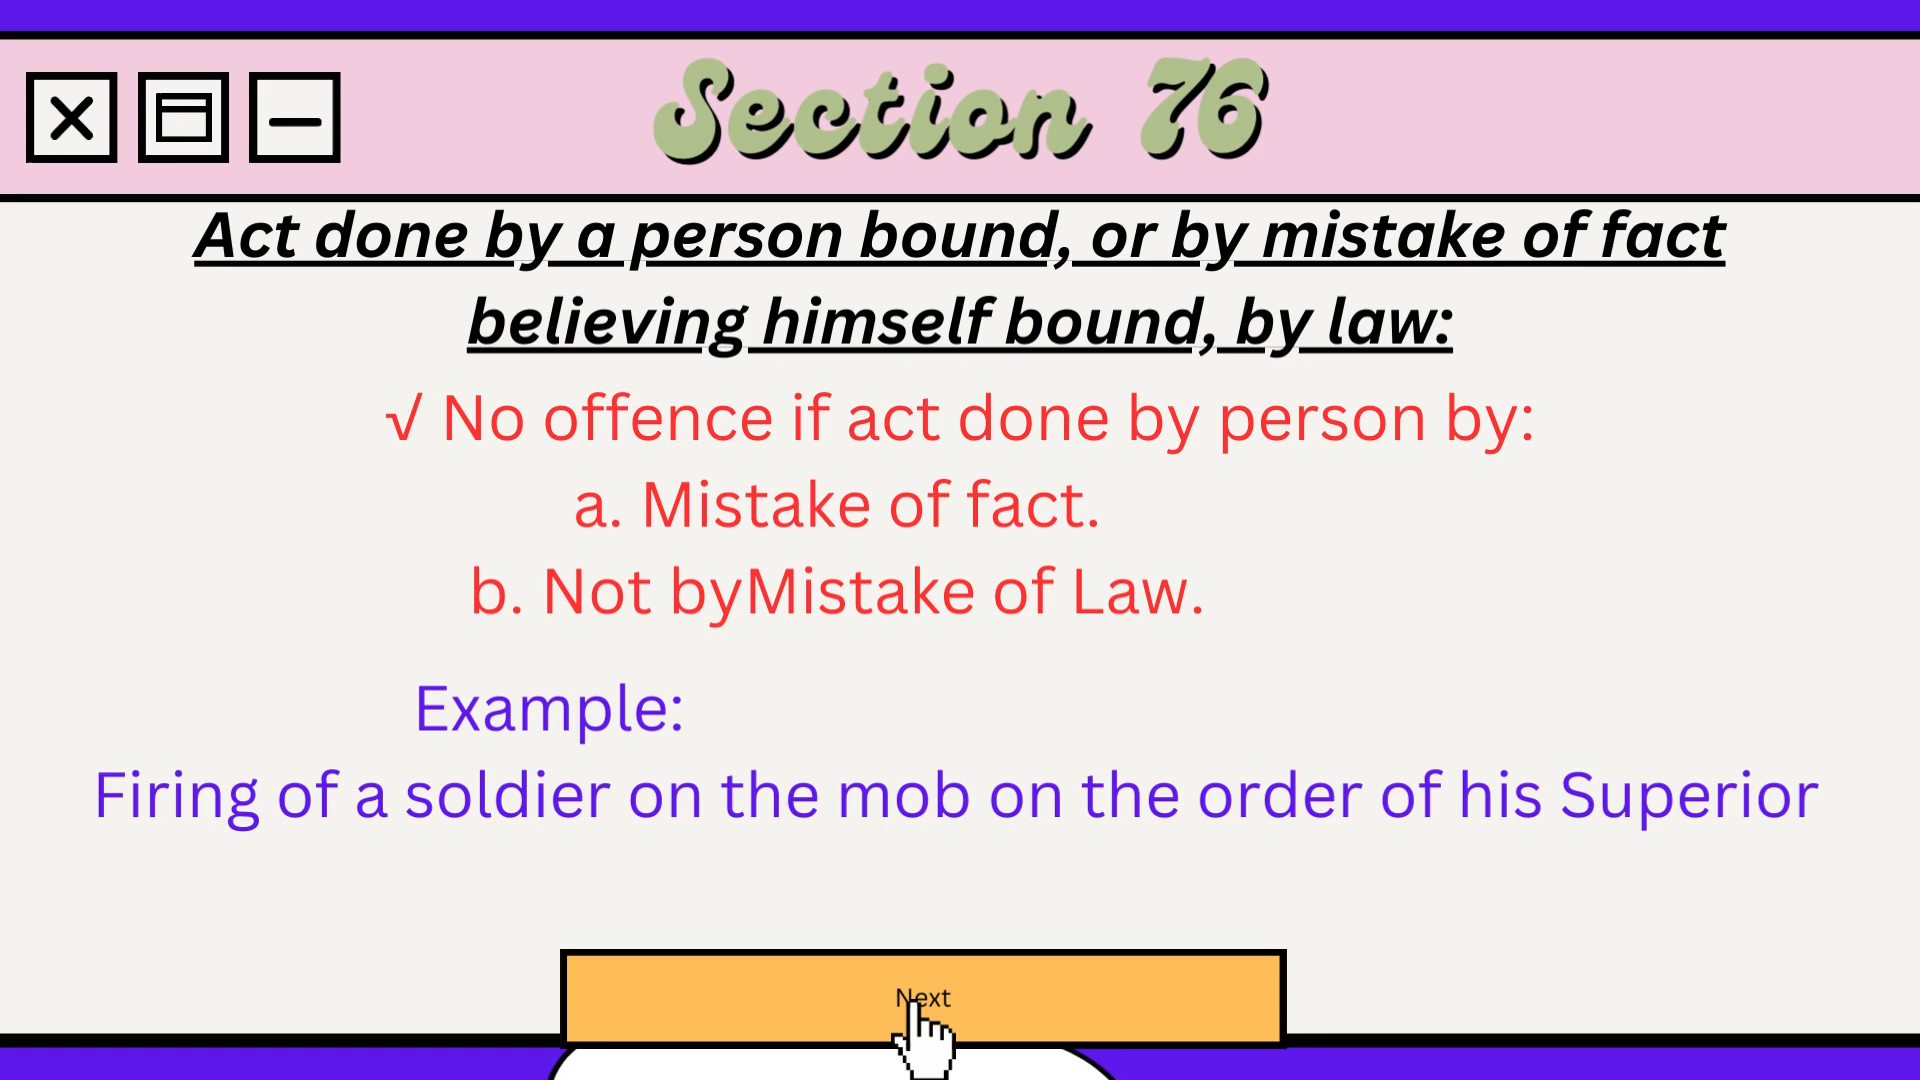 Section 76
Act done by a person bound, or by mistake of fact
believing himself bound, by law:
√ No offence if act done by person by:
a. Mistake of fact.
b. Not byMistake of Law.
Example:
Firing of a soldier on the mob on the order of his Superior
Next